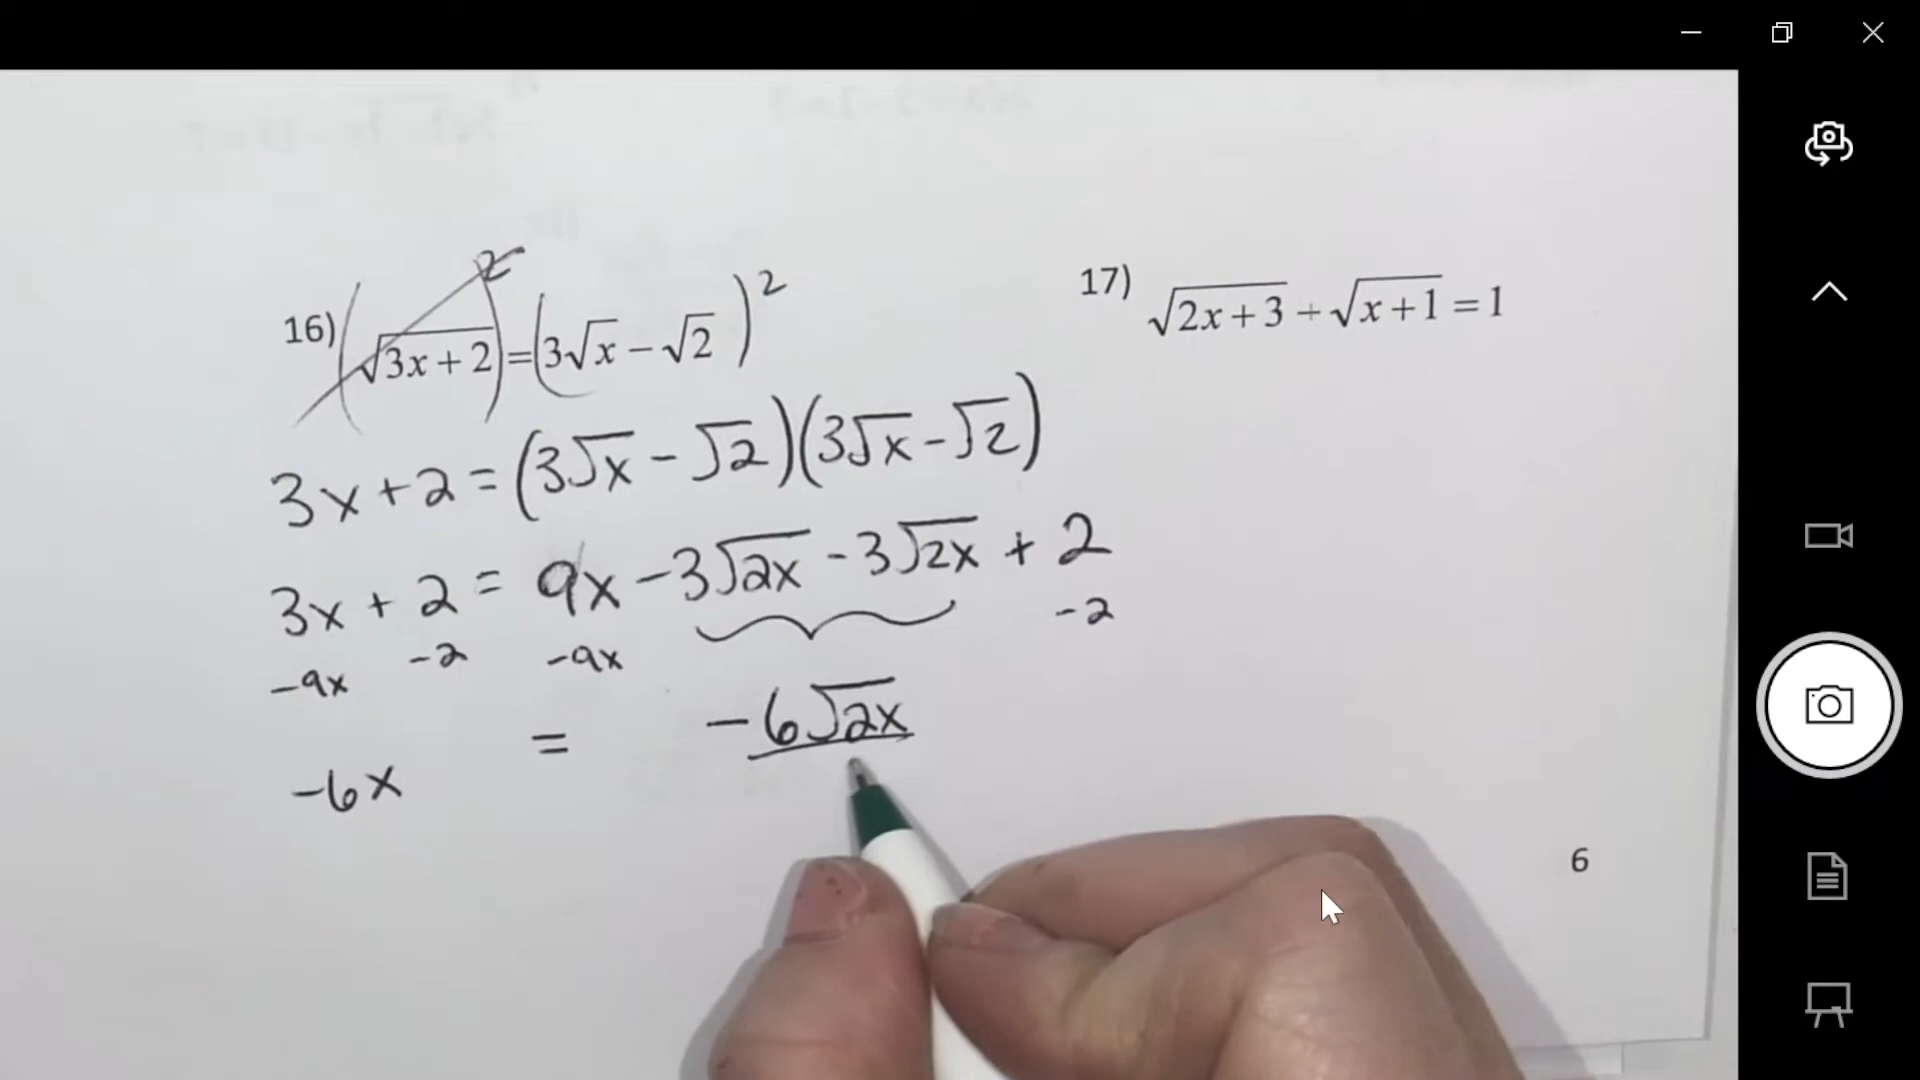 16) (√(3x + 2))² = (3√x − √2)²
3x + 2 = (3√x − √2)(3√x − √2)
3x + 2 = 9x − 3√2x − 3√2x + 2
−9x −2 −9x −2
−6x = −6√2x
17) √(2x + 3) + √(x + 1) = 1
6